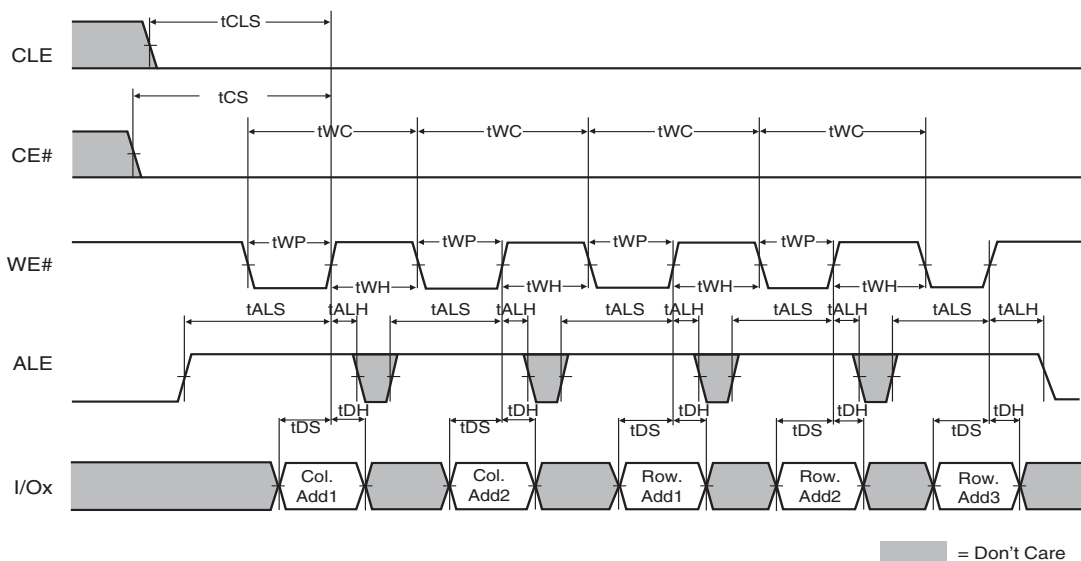 CLE
tCLS
tCS
CE#
tWC tWC tWC tWC
WE#
tWP tWP tWP tWP
tWH tWH tWH tWH
tALS tALH tALS tALH tALS tALH tALS tALH tALS tALH
ALE
tDS tDH tDS tDH tDS tDH tDS tDH tDS tDH
I/Ox
Col.
Add1
Col.
Add2
Row.
Add1
Row.
Add2
Row.
Add3
= Don't Care